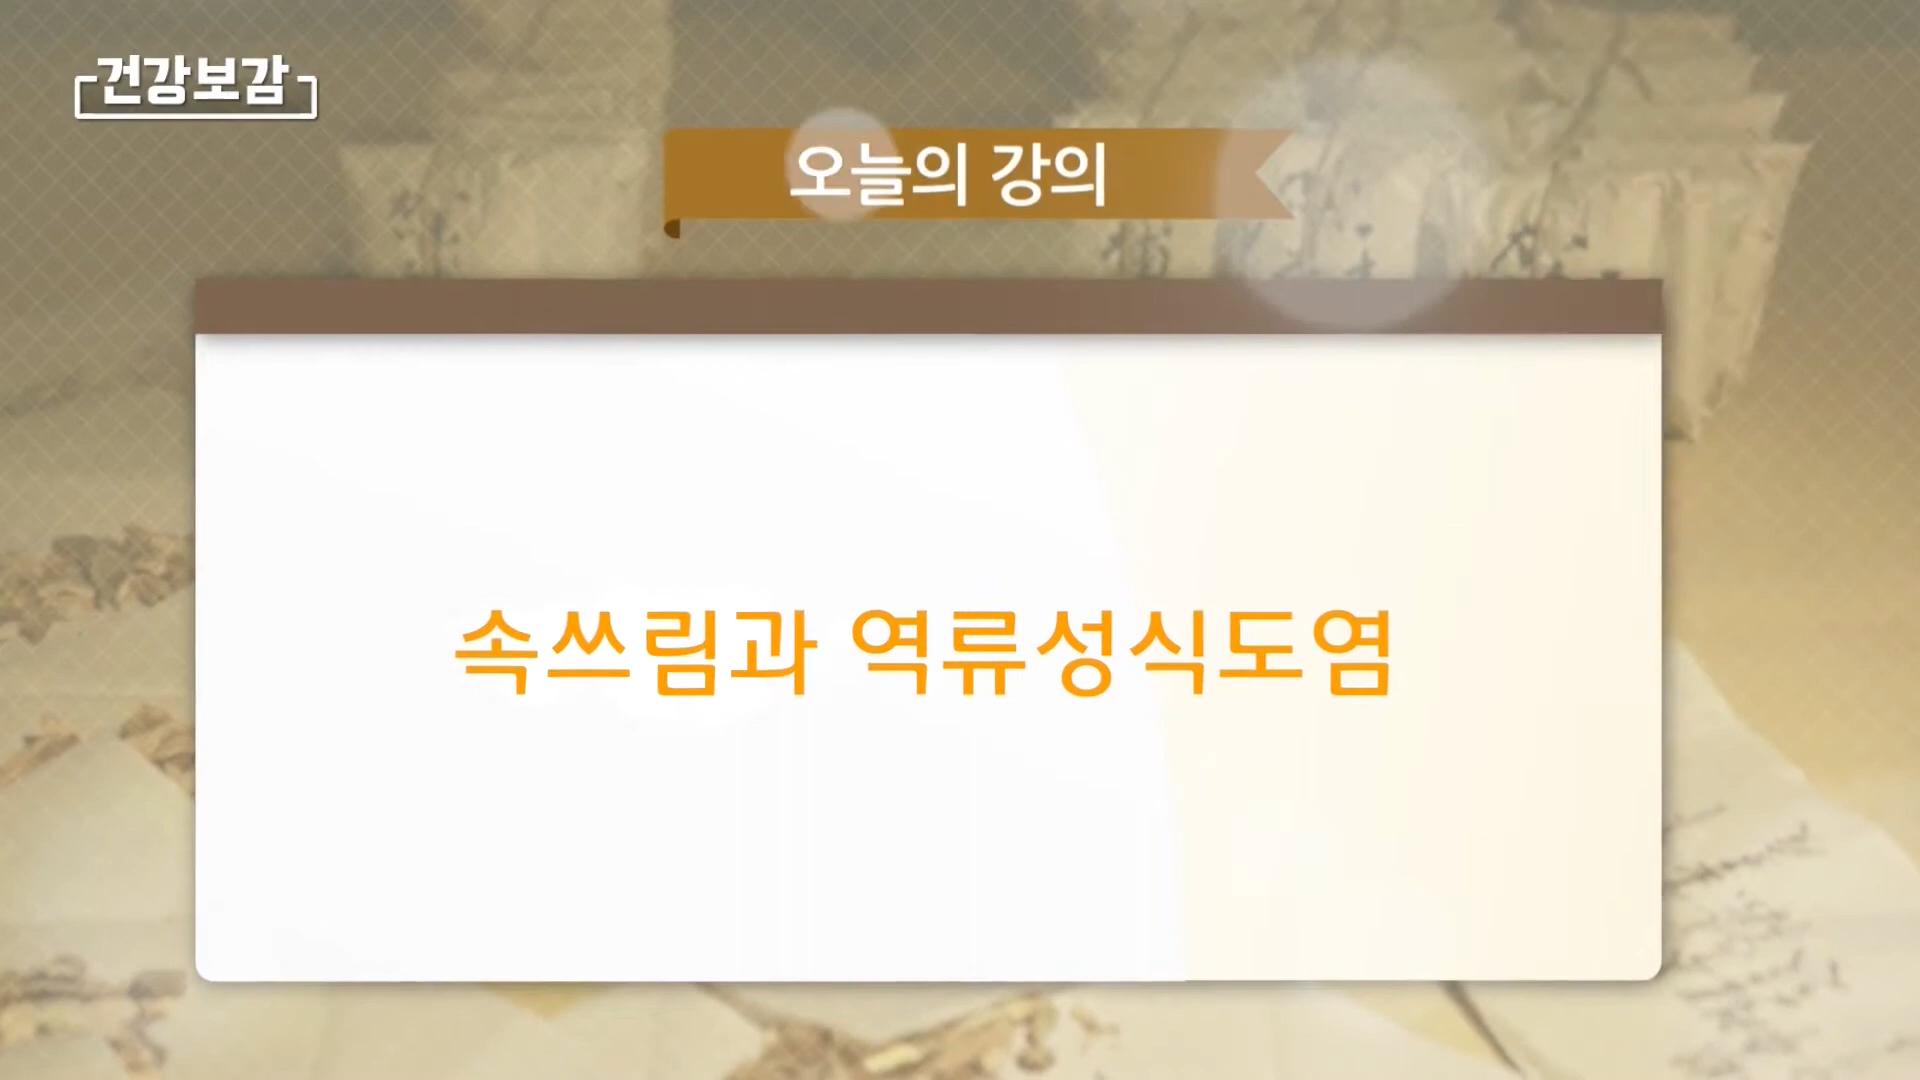 건강보감
오늘의 강의
속쓰림과 역류성식도염